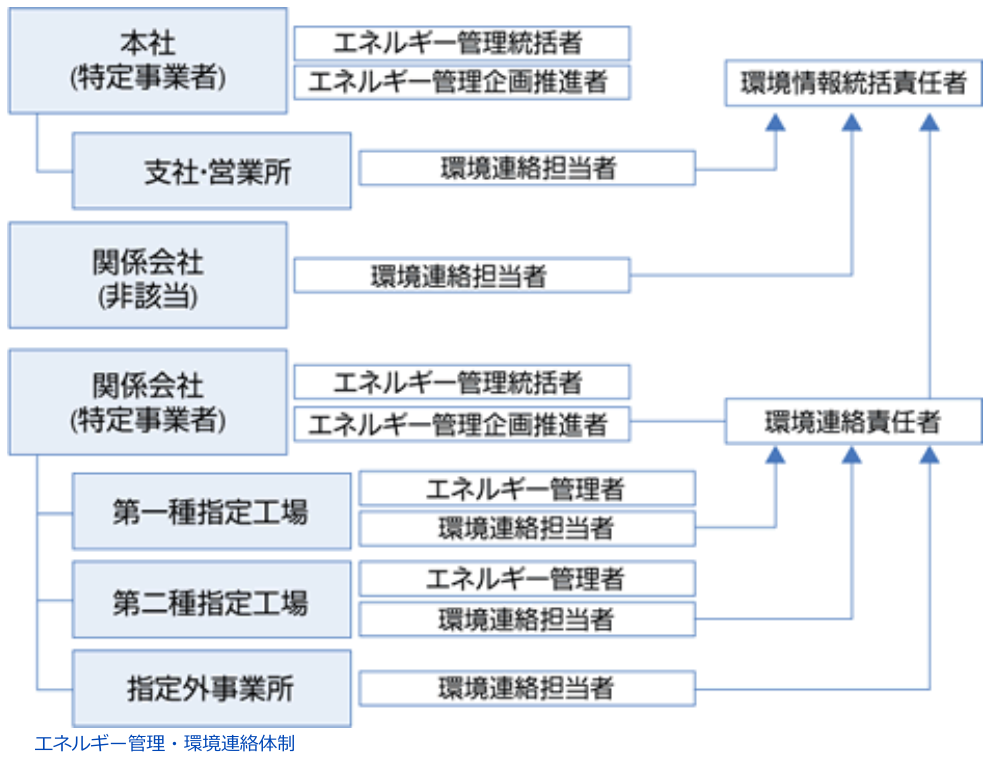 本社
(特定事業者)
エネルギー管理統括者
エネルギー管理企画推進者
環境情報統括責任者
支社・営業所
環境連絡担当者
関係会社
(非該当)
環境連絡担当者
関係会社
(特定事業者)
エネルギー管理統括者
エネルギー管理企画推進者
環境連絡責任者
第一種指定工場
エネルギー管理者
環境連絡担当者
第二種指定工場
エネルギー管理者
環境連絡担当者
指定外事業所
環境連絡担当者
エネルギー管理・環境連絡体制